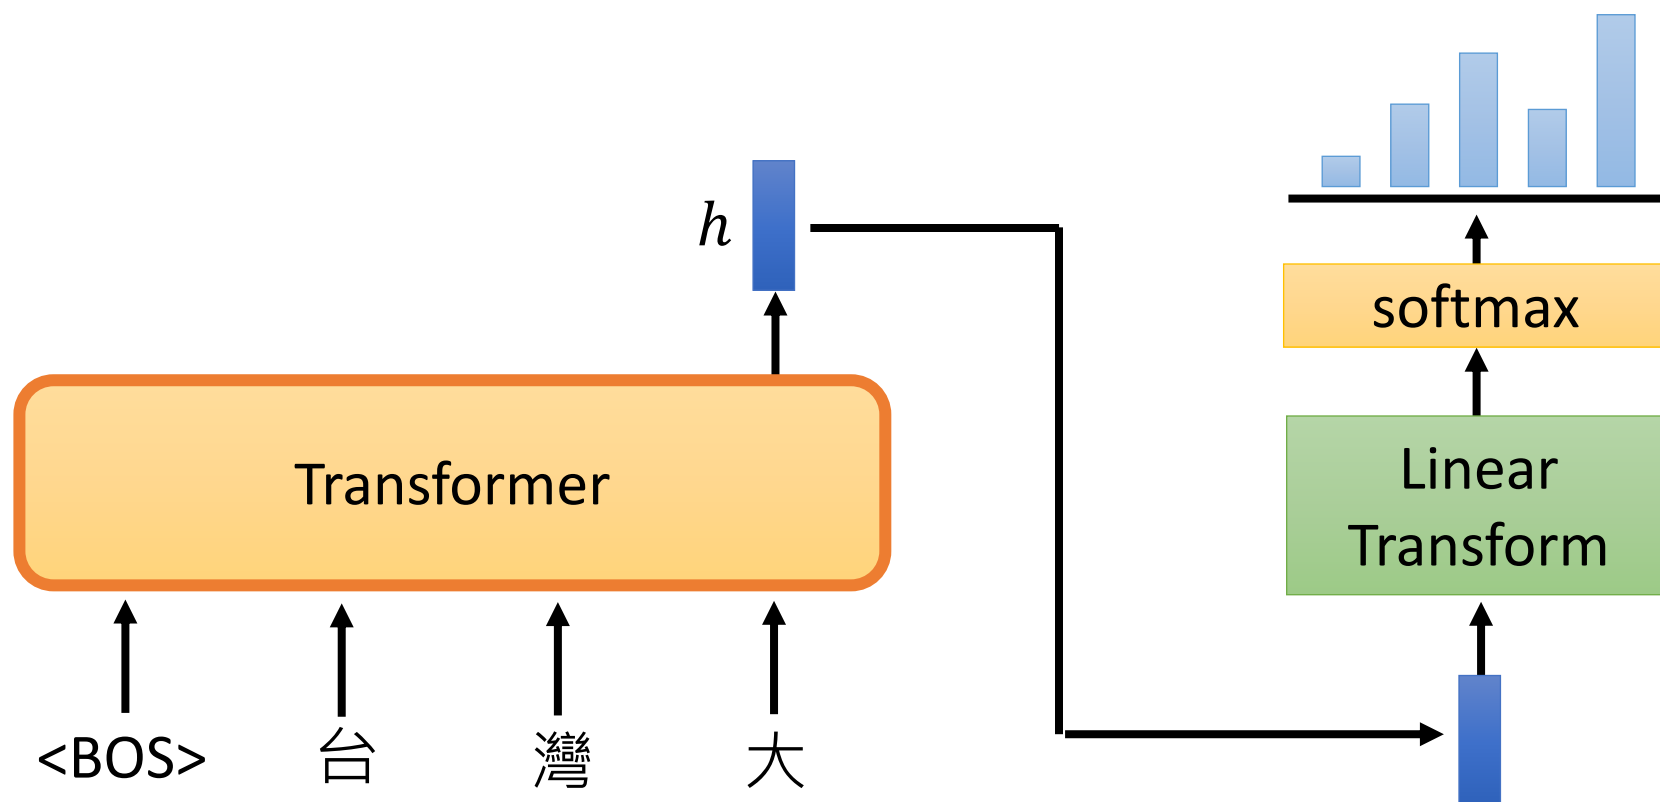 h
Transformer
<BOS> 台 灣 大
softmax
Linear
Transform